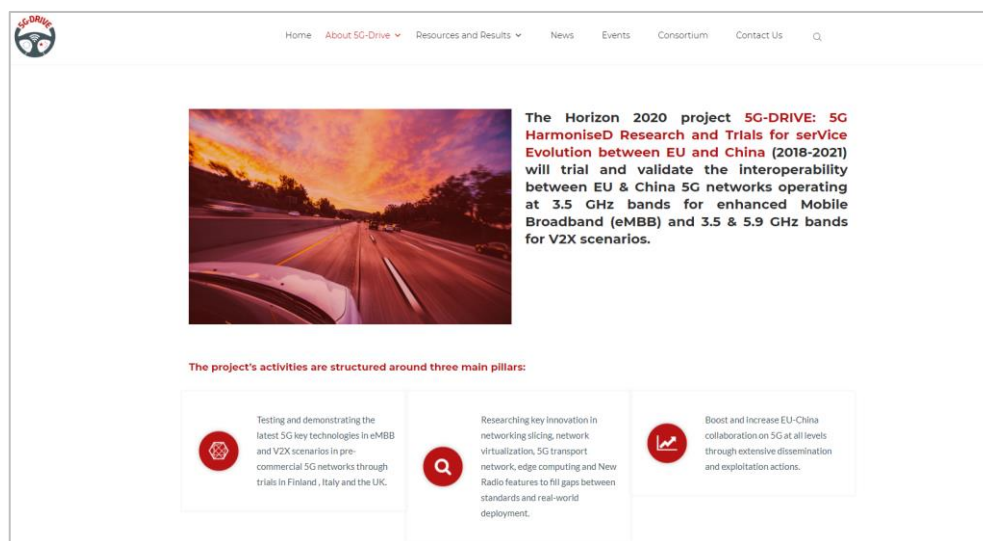 5G-DRIVE
Home About 5G-Drive Resources and Results News Events Consortium Contact Us
The Horizon 2020 project 5G-DRIVE: 5G
HarmoniseD Research and TrIals for serVice
Evolution between EU and China (2018-2021)
will trial and validate the interoperability
between EU & China 5G networks operating
at 3.5 GHz bands for enhanced Mobile
Broadband (eMBB) and 3.5 & 5.9 GHz bands
for V2X scenarios.
The project's activities are structured around three main pillars:
Testing and demonstrating the
latest 5G key technologies in eMBB
and V2X scenarios in pre-
commercial 5G networks through
trials in Finland , Italy and the UK.
Researching key innovation in
networking slicing, network
virtualization, 5G transport
network, edge computing and New
Radio features to fill gaps between
standards and real-world
deployment.
Boost and increase EU-China
collaboration on 5G at all levels
through extensive dissemination
and exploitation actions.